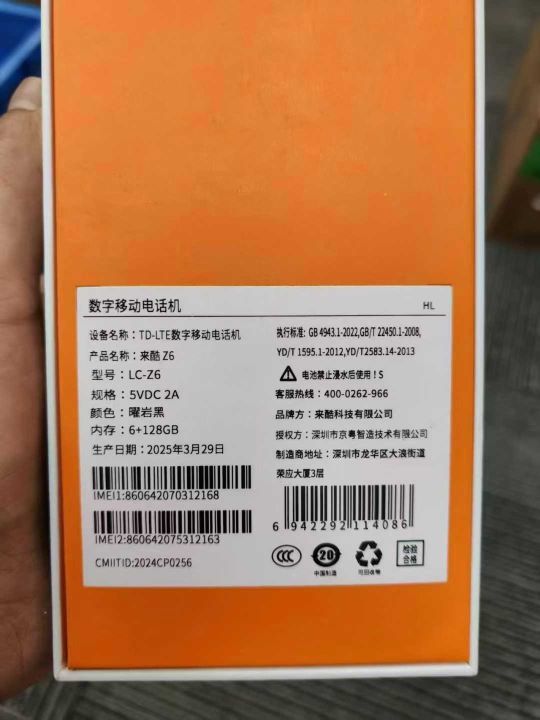 数字移动电话机
HL
设备名称：TD-LTE数字移动电话机
产品名称：来酷 Z6
型号：LC-Z6
规格：5VDC 2A
颜色：曜岩黑
内存：6+128GB
生产日期：2025年3月29日
IMEI1:860642070312168
IMEI2:860642075312163
CMIITID:2024CP0256
执行标准: GB 4943.1-2022,GB/T 22450.1-2008,
YD/T 1595.1-2012,YD/T2583.14-2013
电池禁止浸水后使用！S
客服热线：400-0262-966
品牌方：来酷科技有限公司
授权方：深圳市京粤智造技术有限公司
制造商地址：深圳市龙华区大浪街道
荣应大厦3层
6 942292 114086
CCC
20
中国制造
可回收物
检验
合格